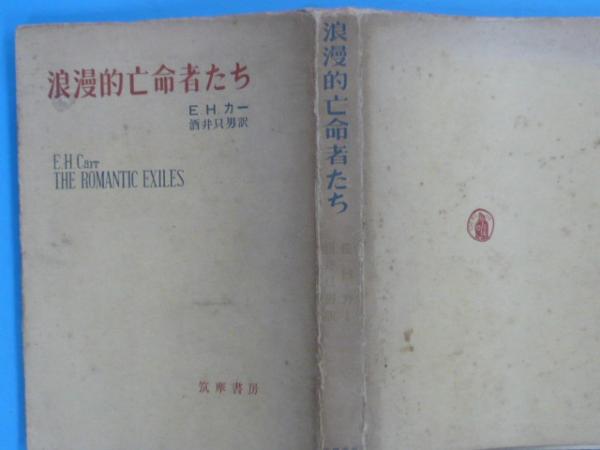 浪漫的亡命者たち
E.H.カー
酒井只男訳
E.H.Carr
THE ROMANTIC EXILES
筑摩書房
浪漫的亡命者たち